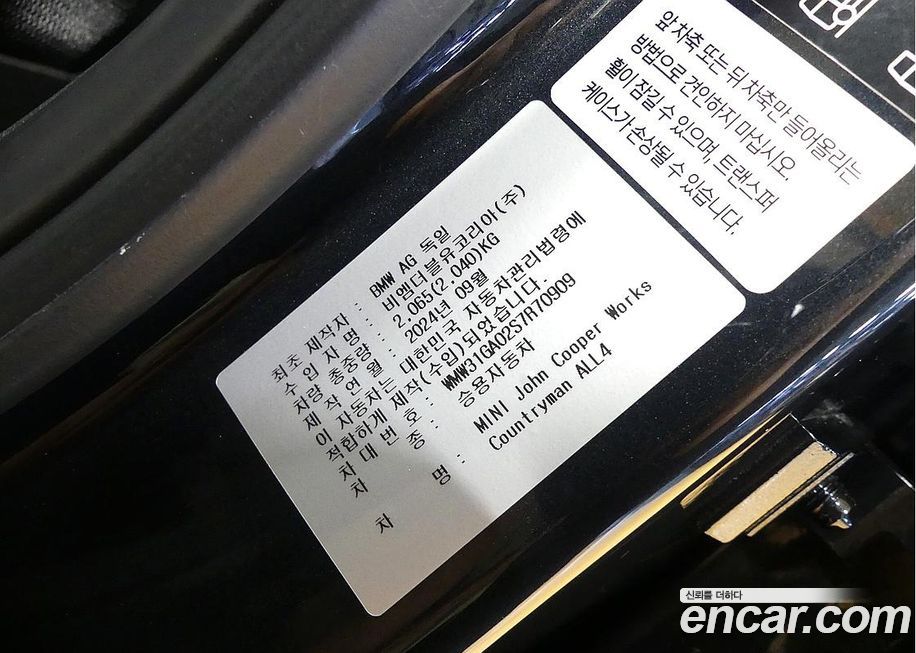 앞 차축 또는 뒤 차축만 들어올리는
방법으로 견인하지 마십시오.
휠이 잠길 수 있으며, 트랜스퍼
케이스가 손상될 수 있습니다.
최초 제작자 : BMW AG 독일
수입 자명 : 비엠더블유코리아(주)
차량 총중량 : 2,065(2,040)KG
제작연월 : 2024년 09월
이 자동차는 대한민국 자동차관리법령에
적합하게 제작(수입)되었습니다.
차대번호 : WMW31GA02S7R70909
차 종 : 승용자동차
차 명 : MINI John Cooper Works
Countryman ALL4
신뢰를 더하다
encar.com